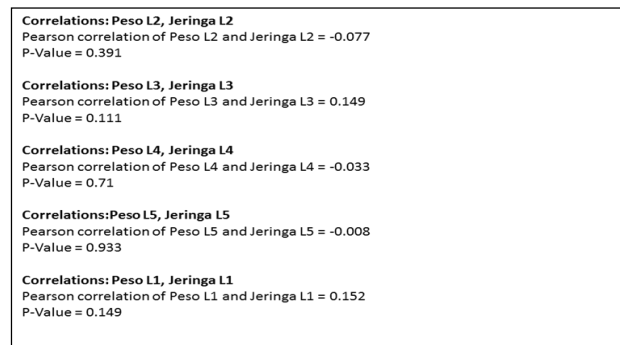 Correlations: Peso L2, Jeringa L2
Pearson correlation of Peso L2 and Jeringa L2 = -0.077
P-Value = 0.391
Correlations: Peso L3, Jeringa L3
Pearson correlation of Peso L3 and Jeringa L3 = 0.149
P-Value = 0.111
Correlations: Peso L4, Jeringa L4
Pearson correlation of Peso L4 and Jeringa L4 = -0.033
P-Value = 0.71
Correlations:Peso L5, Jeringa L5
Pearson correlation of Peso L5 and Jeringa L5 = -0.008
P-Value = 0.933
Correlations: Peso L1, Jeringa L1
Pearson correlation of Peso L1 and Jeringa L1 = 0.152
P-Value = 0.149